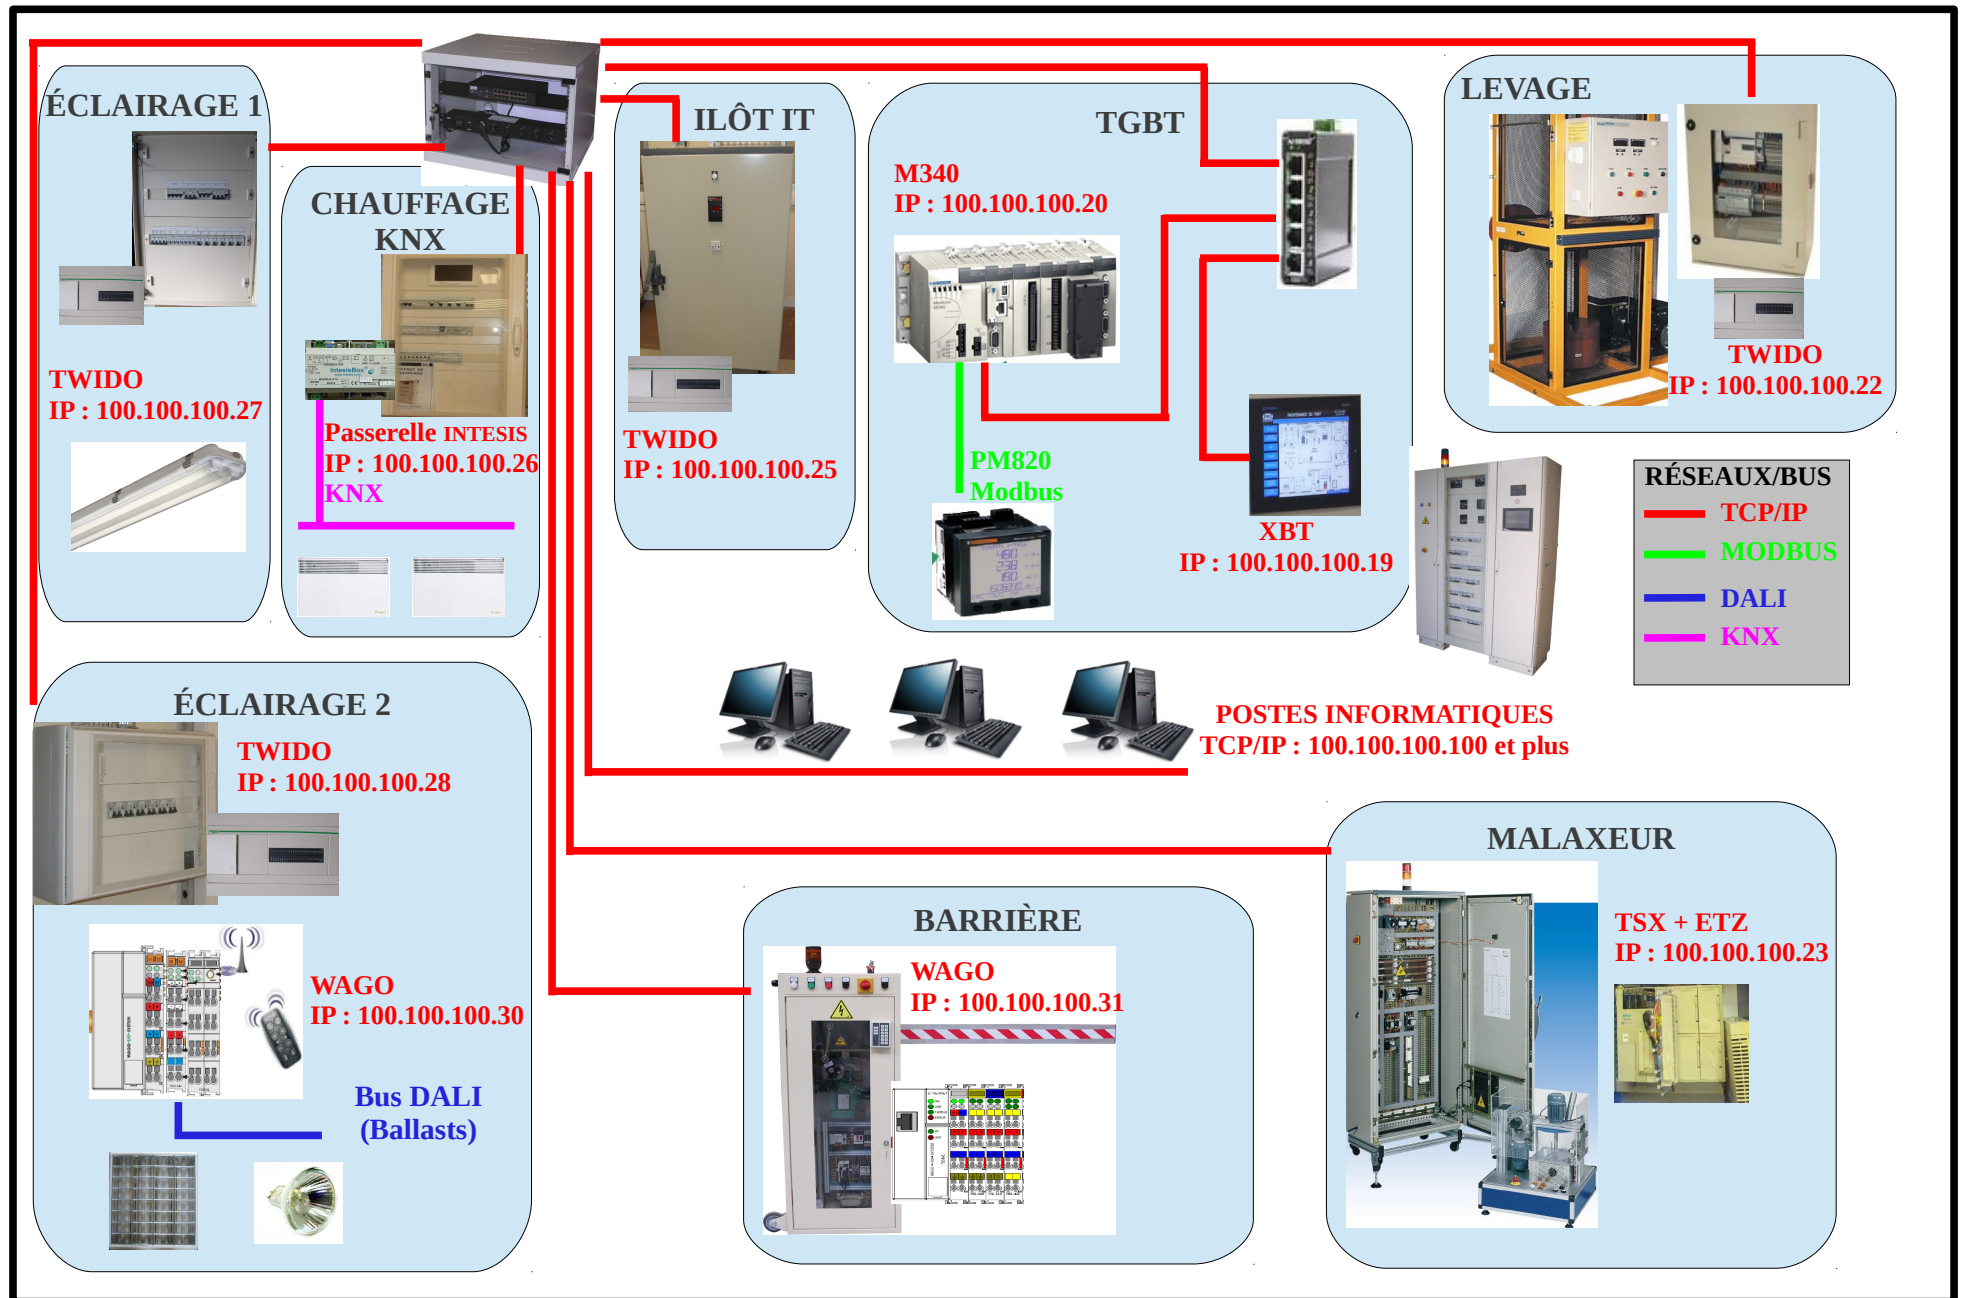 ÉCLAIRAGE 1
TWIDO
IP : 100.100.100.27
CHAUFFAGE
KNX
IntesisBox
Passerelle INTESIS
IP : 100.100.100.26
KNX
ILÔT IT
TWIDO
IP : 100.100.100.25
TGBT
M340
IP : 100.100.100.20
PM820
Modbus
XBT
IP : 100.100.100.19
LEVAGE
TWIDO
IP : 100.100.100.22
RÉSEAUX/BUS
TCP/IP
MODBUS
DALI
KNX
POSTES INFORMATIQUES
TCP/IP : 100.100.100.100 et plus
ÉCLAIRAGE 2
TWIDO
IP : 100.100.100.28
WAGO
IP : 100.100.100.30
Bus DALI
(Ballasts)
BARRIÈRE
WAGO
IP : 100.100.100.31
MALAXEUR
TSX + ETZ
IP : 100.100.100.23